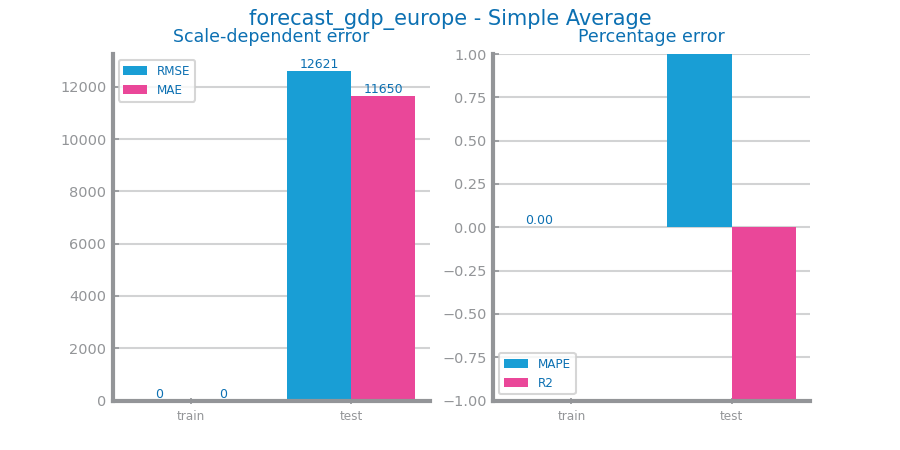 forecast_gdp_europe - Simple Average
Scale-dependent error
12000
10000
8000
6000
4000
2000
0
RMSE
MAE
0
0
12621
11650
train
test
Percentage error
1.00
0.75
0.50
0.25
0.00
−0.25
−0.50
−0.75
−1.00
0.00
MAPE
R2
train
test